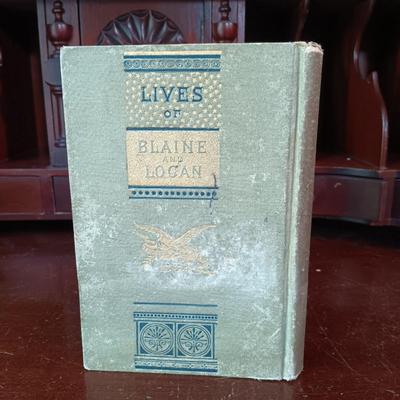 LIVES
OF
BLAINE
AND
LOGAN